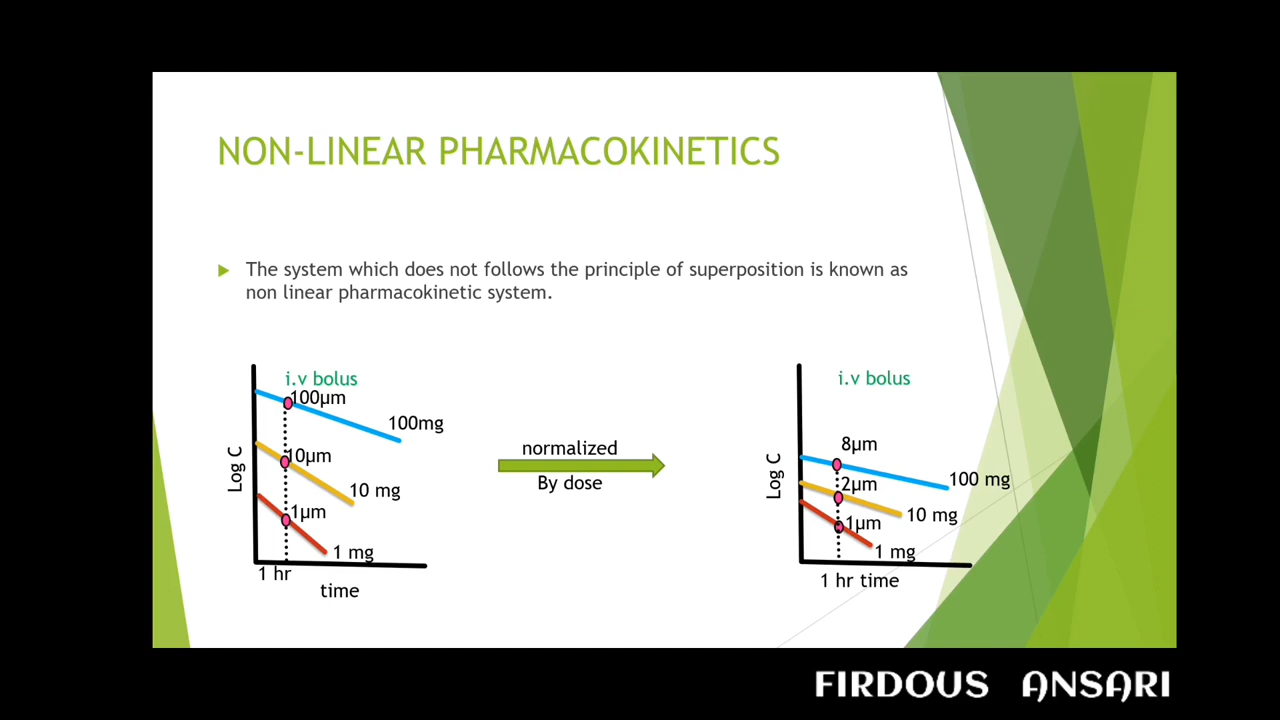 NON-LINEAR PHARMACOKINETICS
The system which does not follows the principle of superposition is known as
non linear pharmacokinetic system.
i.v bolus
100µm
100mg
10µm
10 mg
1µm
1 mg
Log C
1 hr
time
normalized
By dose
i.v bolus
8µm
100 mg
2µm
10 mg
1µm
1 mg
Log C
1 hr time
FIRDOUS ANSARI